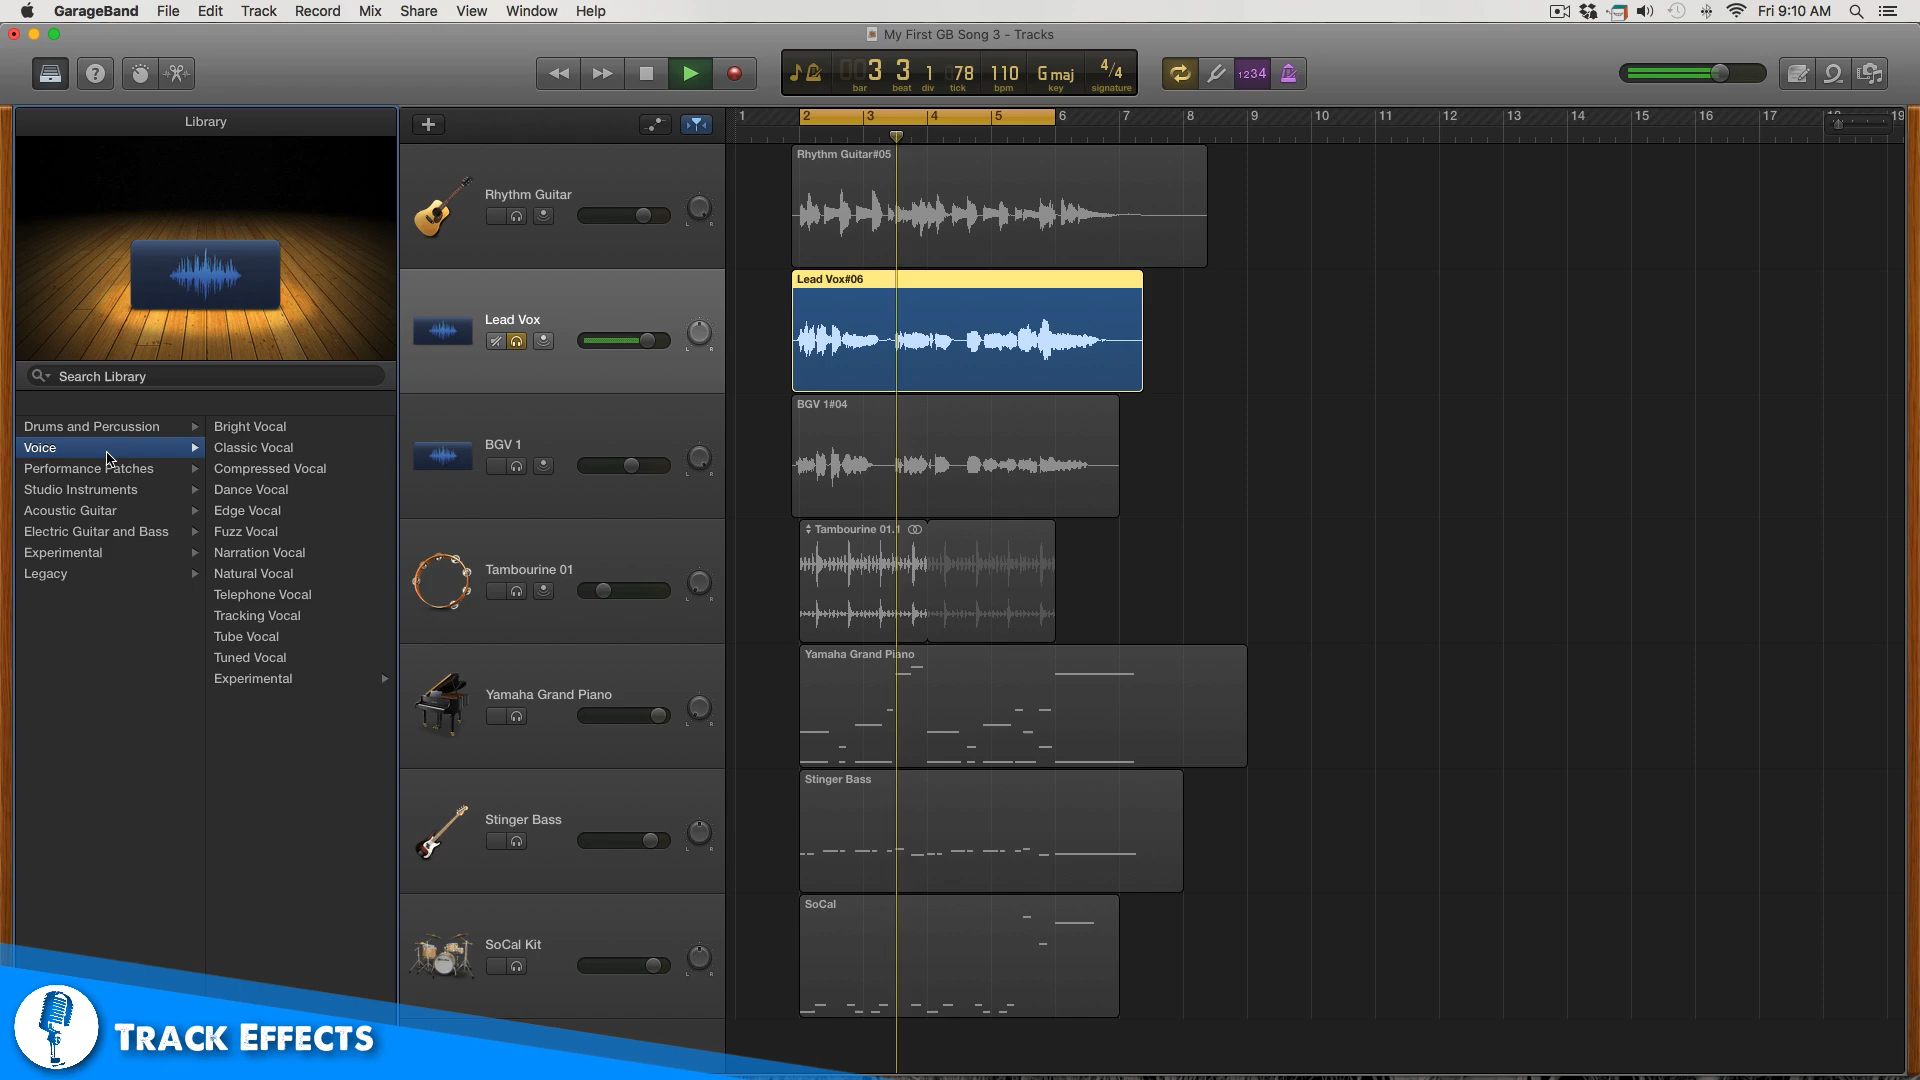 GarageBand File Edit Track Record Mix Share View Window Help Fri 9:10 AM
My First GB Song 3 - Tracks
00 3 3 1 78 110 G maj 4/4
bar beat div tick bpm key signature
1234
Library
1 2 3 4 5 6 7 8 9 10 11 12 13 14 15 16 17 18 19
Search Library
Drums and Percussion
Voice
Performance Patches
Studio Instruments
Acoustic Guitar
Electric Guitar and Bass
Experimental
Legacy
Bright Vocal
Classic Vocal
Compressed Vocal
Dance Vocal
Edge Vocal
Fuzz Vocal
Narration Vocal
Natural Vocal
Telephone Vocal
Tracking Vocal
Tube Vocal
Tuned Vocal
Experimental
Rhythm Guitar
L R
Lead Vox
L R
BGV 1
L R
Tambourine 01
L R
Yamaha Grand Piano
L R
Stinger Bass
L R
SoCal Kit
L R
Rhythm Guitar#05
Lead Vox#06
BGV 1#04
Tambourine 01.1
Yamaha Grand Piano
Stinger Bass
SoCal
Track Effects